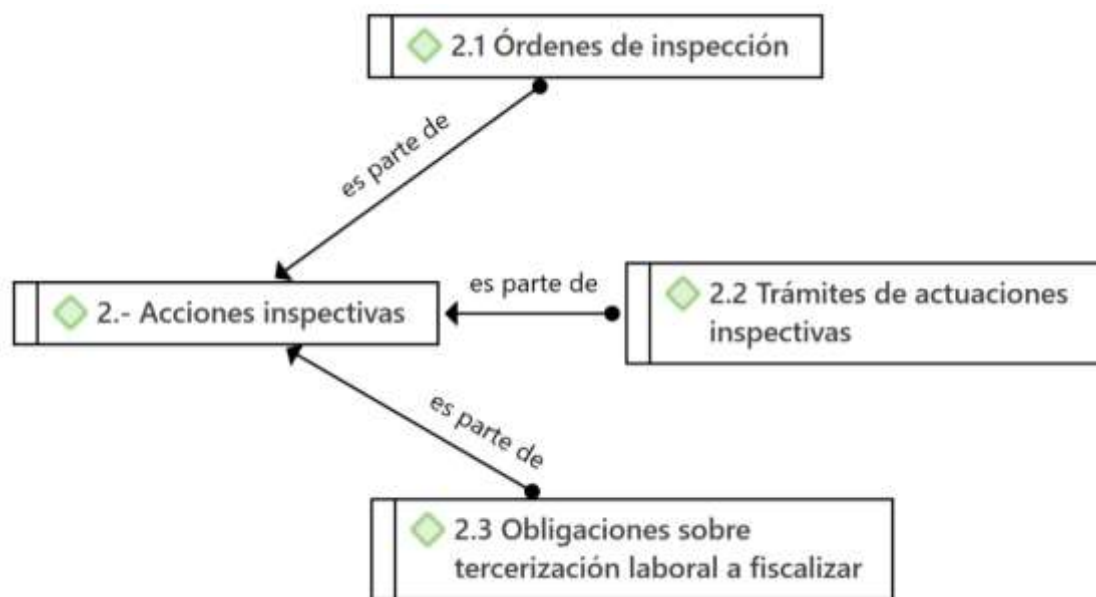 2.1 Órdenes de inspección
es parte de
2.- Acciones inspectivas
es parte de
2.2 Trámites de actuaciones
inspectivas
es parte de
2.3 Obligaciones sobre
tercerización laboral a fiscalizar